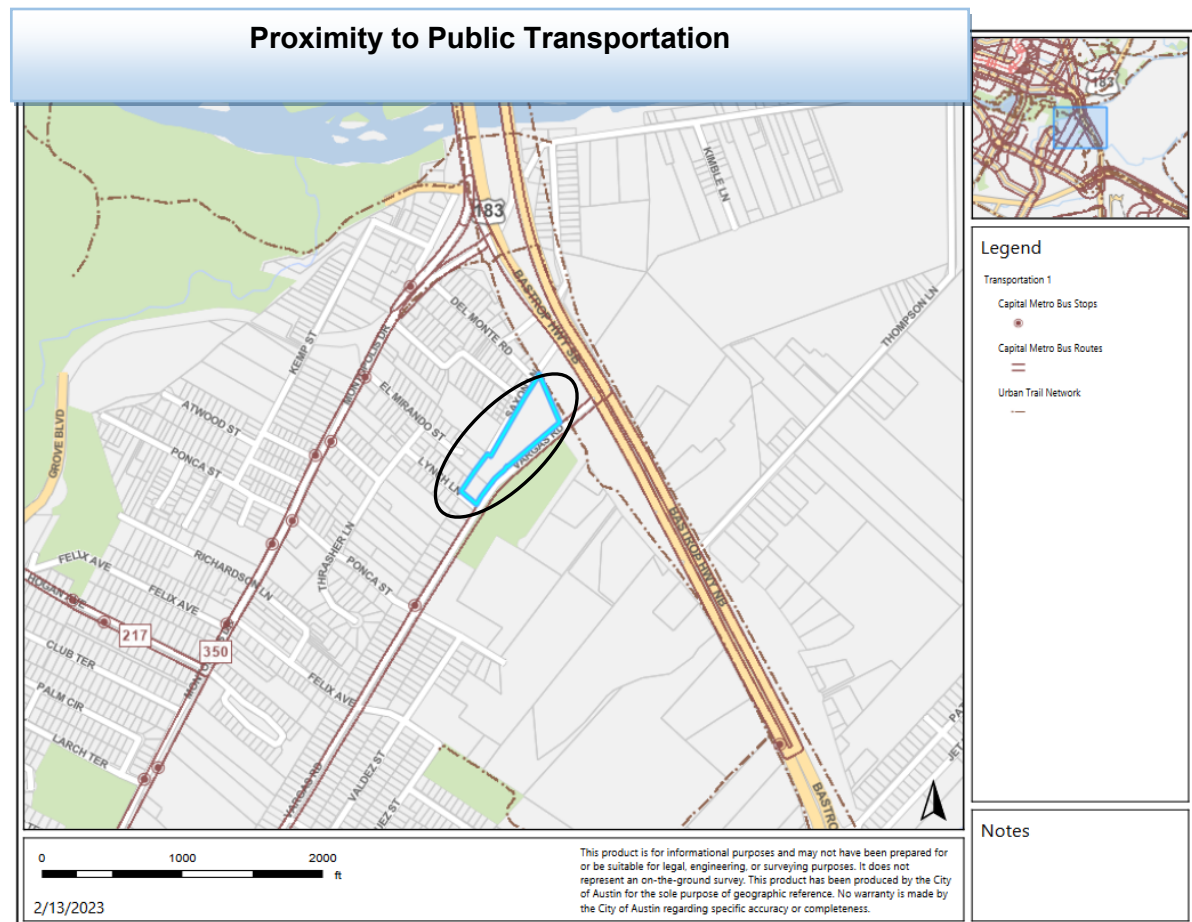 Proximity to Public Transportation
183
183
KIMBLE LN
BASTROP HWY SB
THOMPSON LN
DEL MONTE RD
KEMP ST
MONTOPOLIS DR
EL MIRANDO ST
ATWOOD ST
GROVE BLVD
PONCA ST
LYNCH LN
VARGAS RD
BASTROP HWY NB
THRASHER LN
PONCA ST
RICHARDSON LN
FELIX AVE
FELIX AVE
217
350
CLUB TER
FELIX AVE
PALM CIR
LARCH TER
VARGAS RD
VALDEZ ST
Legend
Transportation 1
Capital Metro Bus Stops
Capital Metro Bus Routes
Urban Trail Network
Notes
0 1000 2000
ft
2/13/2023
This product is for informational purposes and may not have been prepared for
or be suitable for legal, engineering, or surveying purposes. It does not
represent an on-the-ground survey. This product has been produced by the City
of Austin for the sole purpose of geographic reference. No warranty is made by
the City of Austin regarding specific accuracy or completeness.